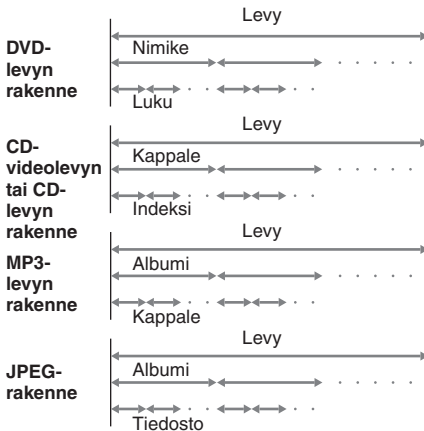 Levy
DVD-
levyn
rakenne
Nimike
Luku
Levy
CD-
videolevyn
tai CD-
levyn
rakenne
Kappale
Indeksi
Levy
MP3-
levyn
rakenne
Albumi
Kappale
Levy
JPEG-
rakenne
Albumi
Tiedosto